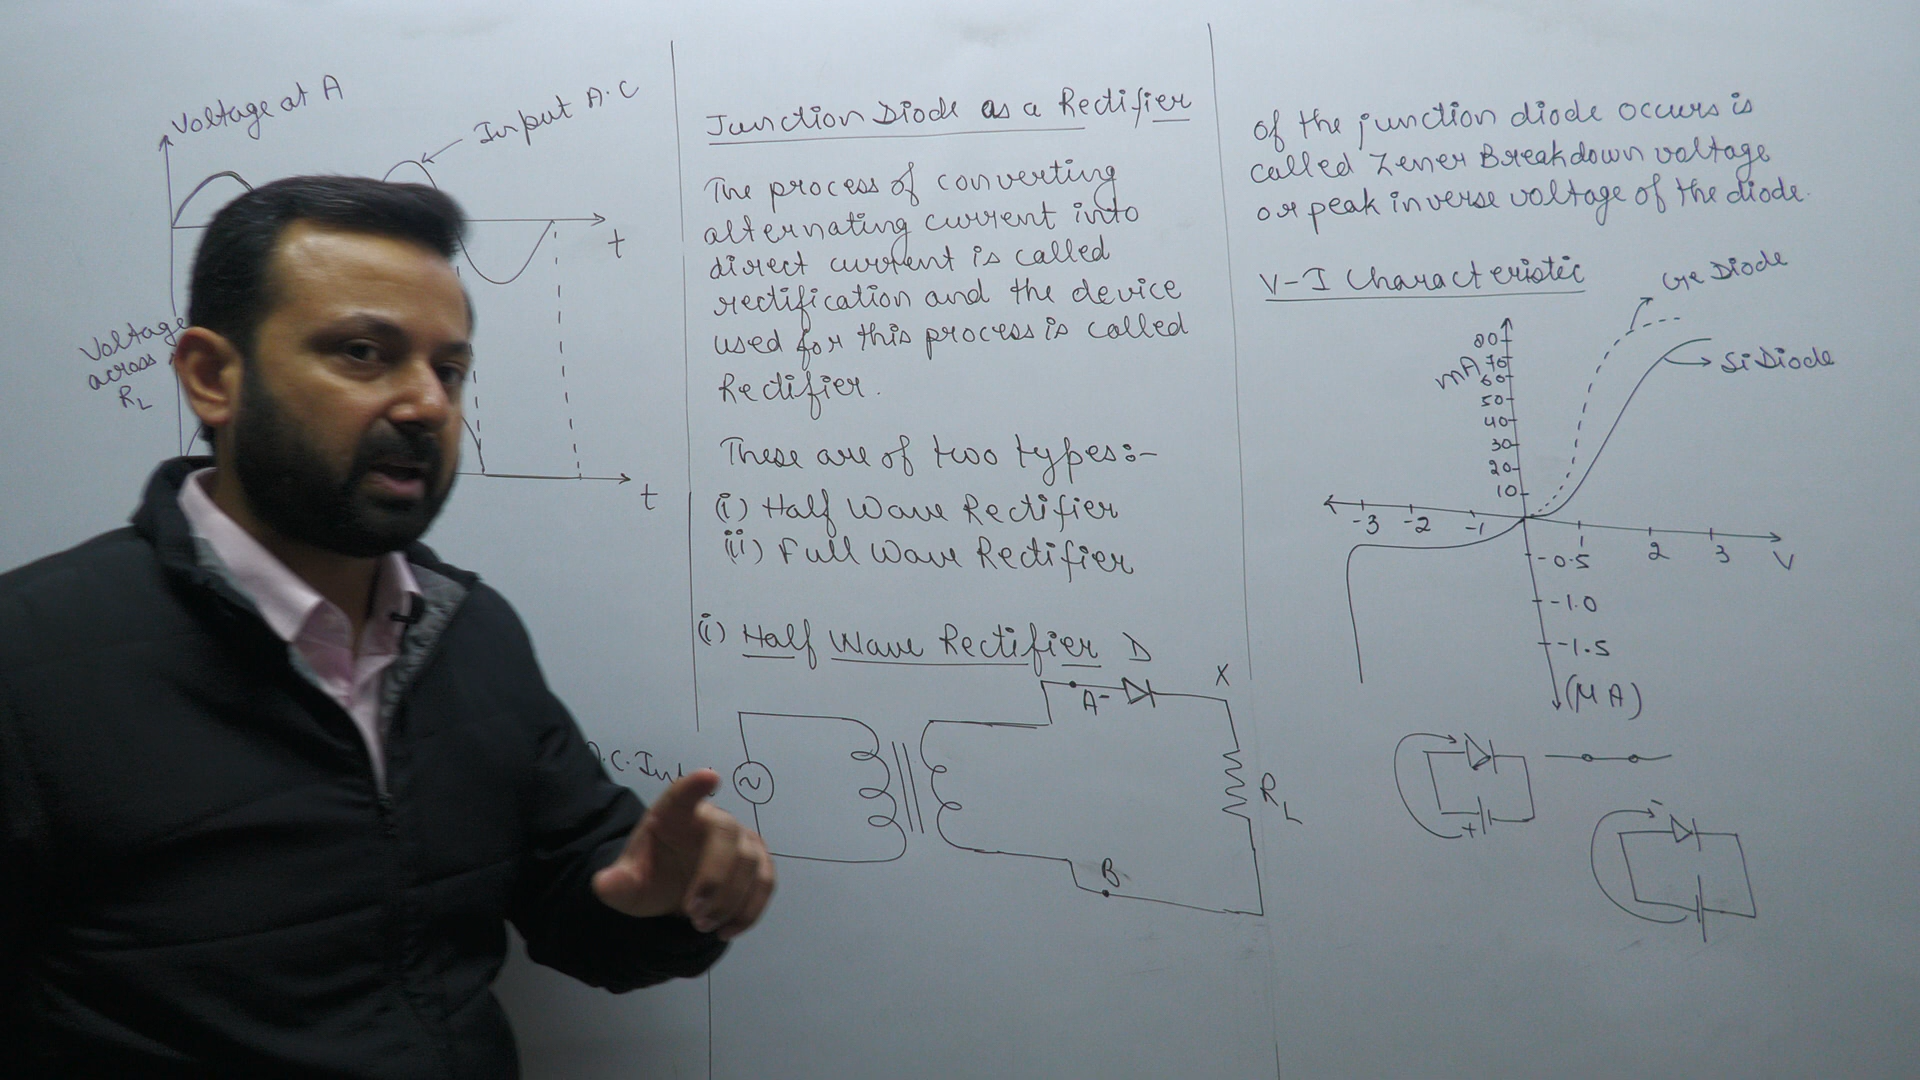 Voltage at A
Input A.C
t
Voltage
across
RL
t
Junction Diode as a Rectifier
The process of converting
alternating current into
direct current is called
rectification and the device
used for this process is called
Rectifier.
These are of two types:-
(i) Half Wave Rectifier
(ii) Full Wave Rectifier
(i) Half Wave Rectifier D
A-
X
RL
B
of the junction diode occurs is
called Zener Breakdown voltage
or peak inverse voltage of the diode.
V-I Characteristic
Ge Diode
Si Diode
mA
80
70
60
50
40
30
20
10
-3 -2 -1
1 2 3 V
-0.5
-1.0
-1.5
(μA)
+
-